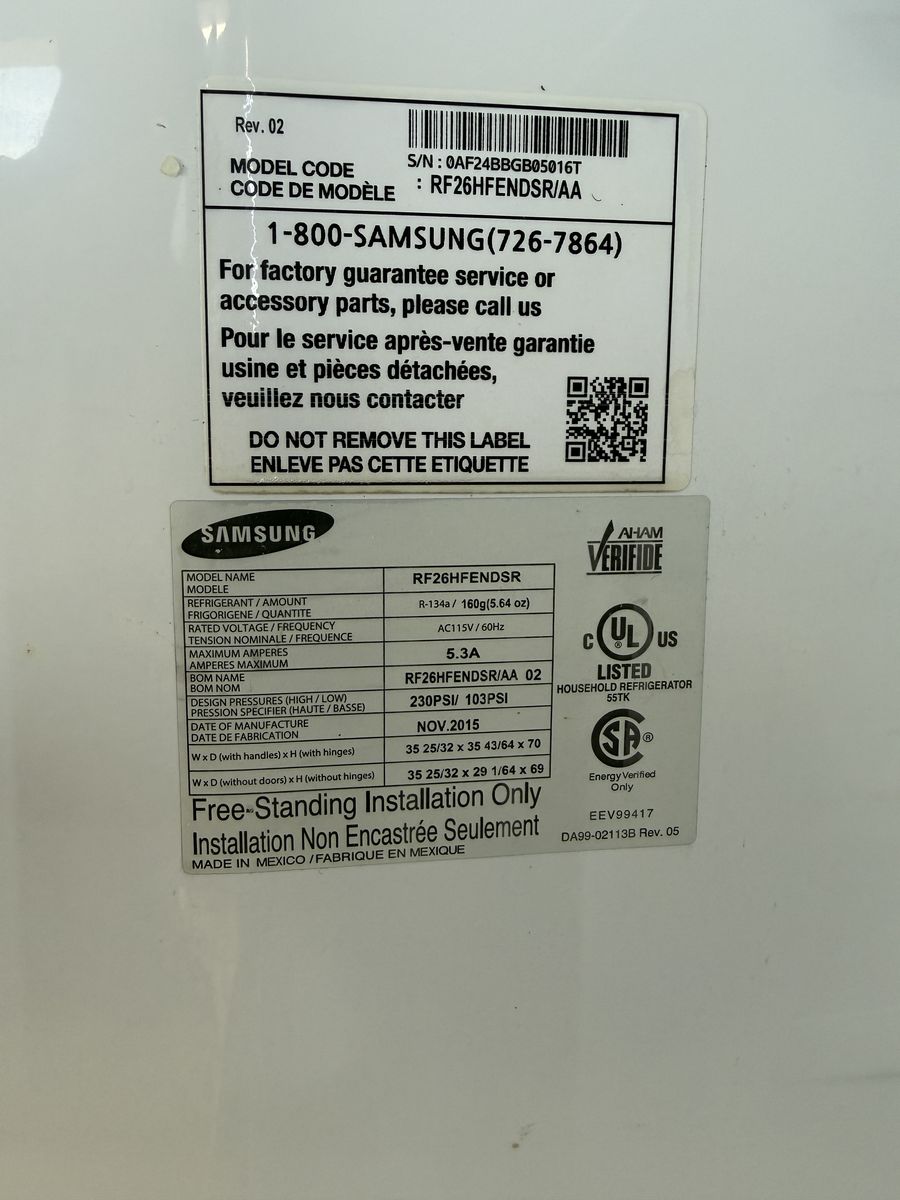 Rev. 02
S/N : 0AF24BBGB05016T
MODEL CODE
CODE DE MODÈLE : RF26HFENDSR/AA
1-800-SAMSUNG(726-7864)
For factory guarantee service or
accessory parts, please call us
Pour le service après-vente garantie
usine et pièces détachées,
veuillez nous contacter
DO NOT REMOVE THIS LABEL
ENLEVE PAS CETTE ETIQUETTE
SAMSUNG
AHAM
VERIFIDE
MODEL NAME
MODELE
RF26HFENDSR
REFRIGERANT / AMOUNT
FRIGORIGENE / QUANTITE
R-134a / 160g(5.64 oz)
RATED VOLTAGE / FREQUENCY
TENSION NOMINALE / FREQUENCE
AC115V / 60Hz
MAXIMUM AMPERES
AMPERES MAXIMUM
5.3A
BOM NAME
BOM NOM
RF26HFENDSR/AA 02
DESIGN PRESSURES (HIGH / LOW)
PRESSION SPECIFIER (HAUTE / BASSE)
230PSI/ 103PSI
DATE OF MANUFACTURE
DATE DE FABRICATION
NOV.2015
W x D (with handles) x H (with hinges)
35 25/32 x 35 43/64 x 70
W x D (without doors) x H (without hinges)
35 25/32 x 29 1/64 x 69
Free-Standing Installation Only
Installation Non Encastrée Seulement
MADE IN MEXICO / FABRIQUE EN MEXIQUE
C UL ® US
LISTED
HOUSEHOLD REFRIGERATOR
55TK
SA ®
Energy Verified
Only
EEV99417
DA99-02113B Rev. 05